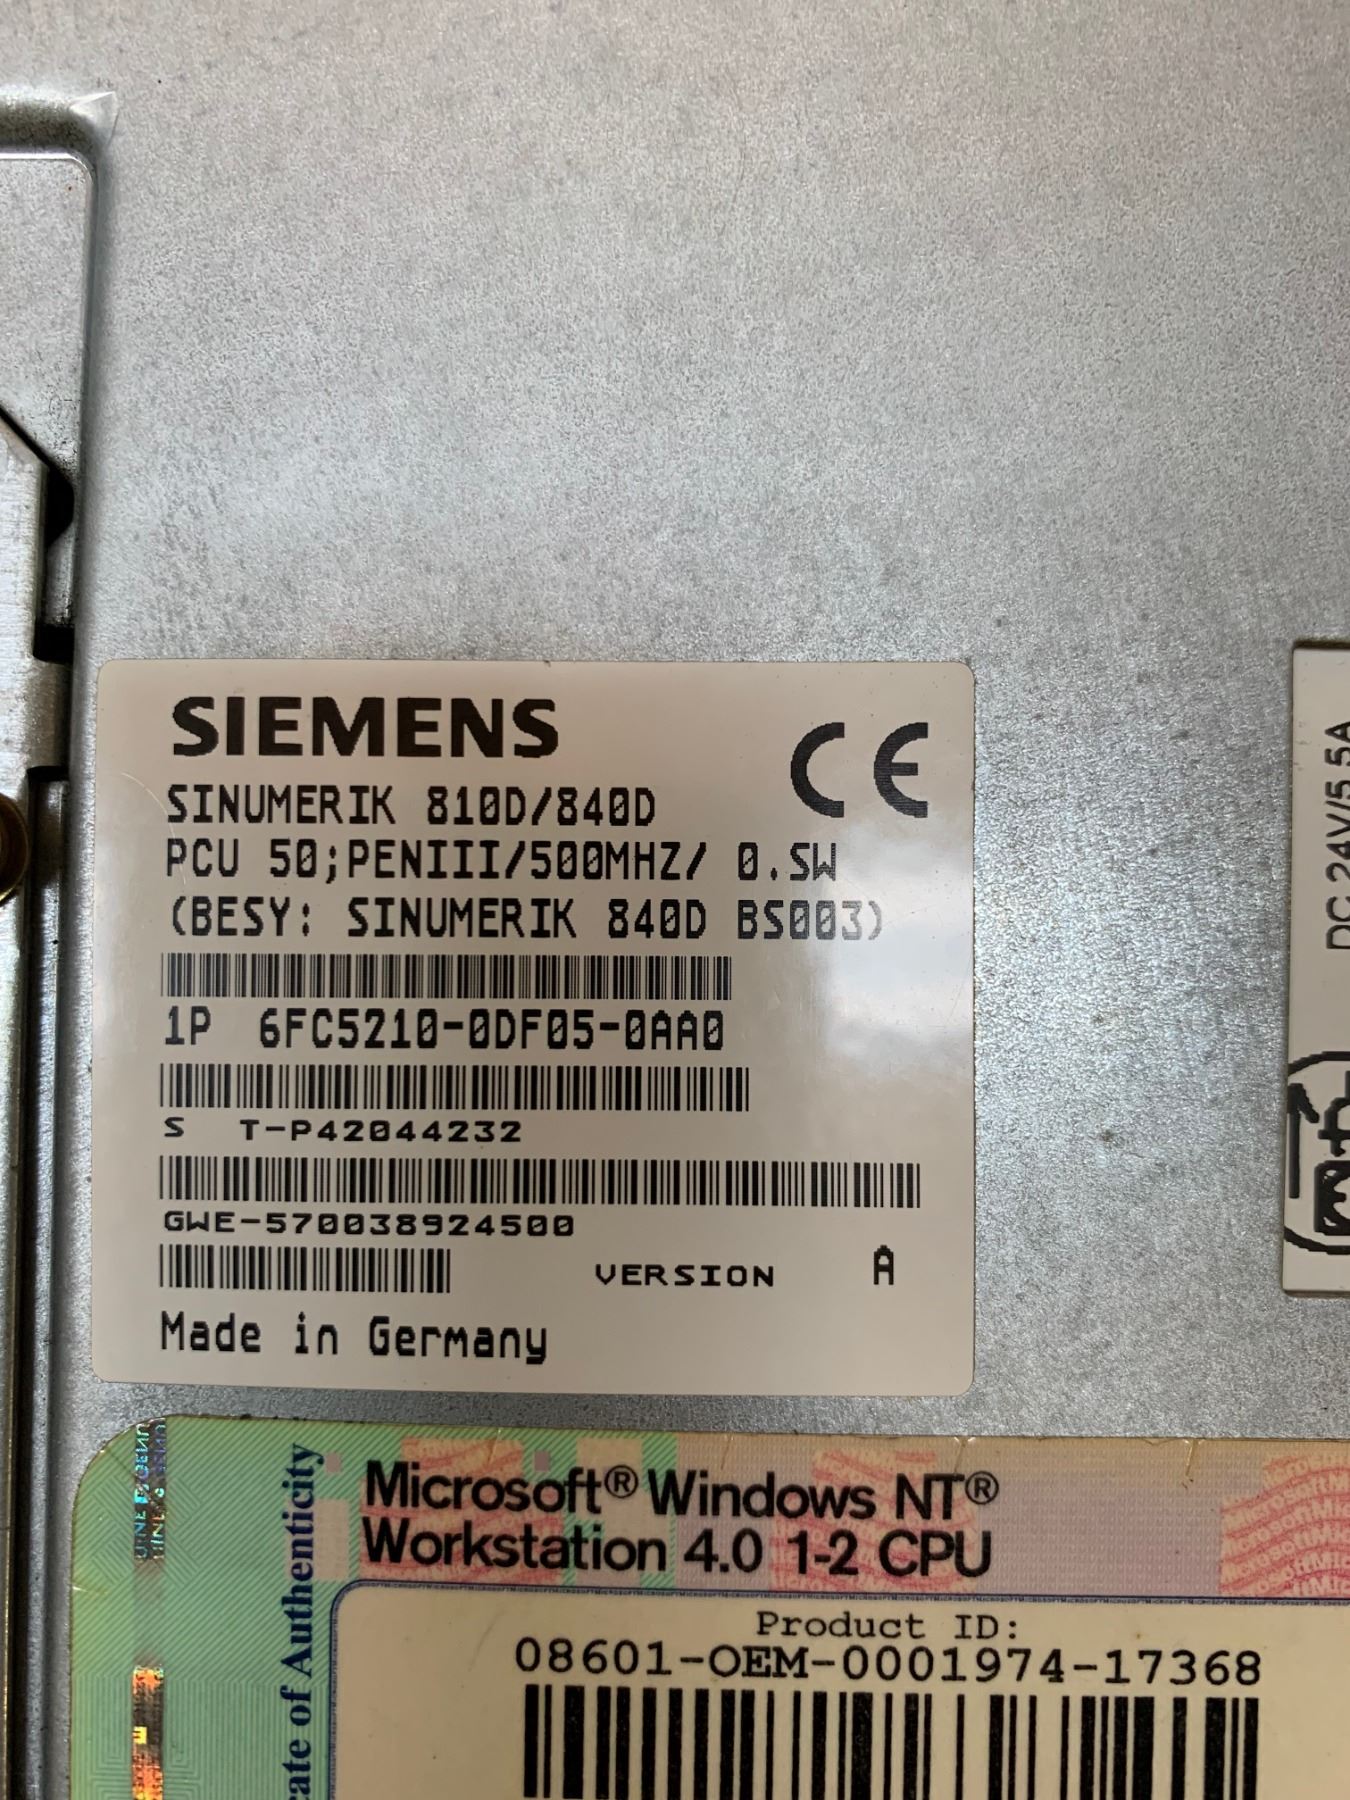 SIEMENS
CE
SINUMERIK 810D/840D
PCU 50;PENIII/500MHZ/ 0.SW
(BESY: SINUMERIK 840D BS003)
1P 6FC5210-0DF05-0AA0
S T-P42044232
GWE-570038924500
VERSION A
Made in Germany
DC 24V/5.5A
Microsoft® Windows NT®
Workstation 4.0 1-2 CPU
Product ID:
08601-OEM-0001974-17368
of Authenticity